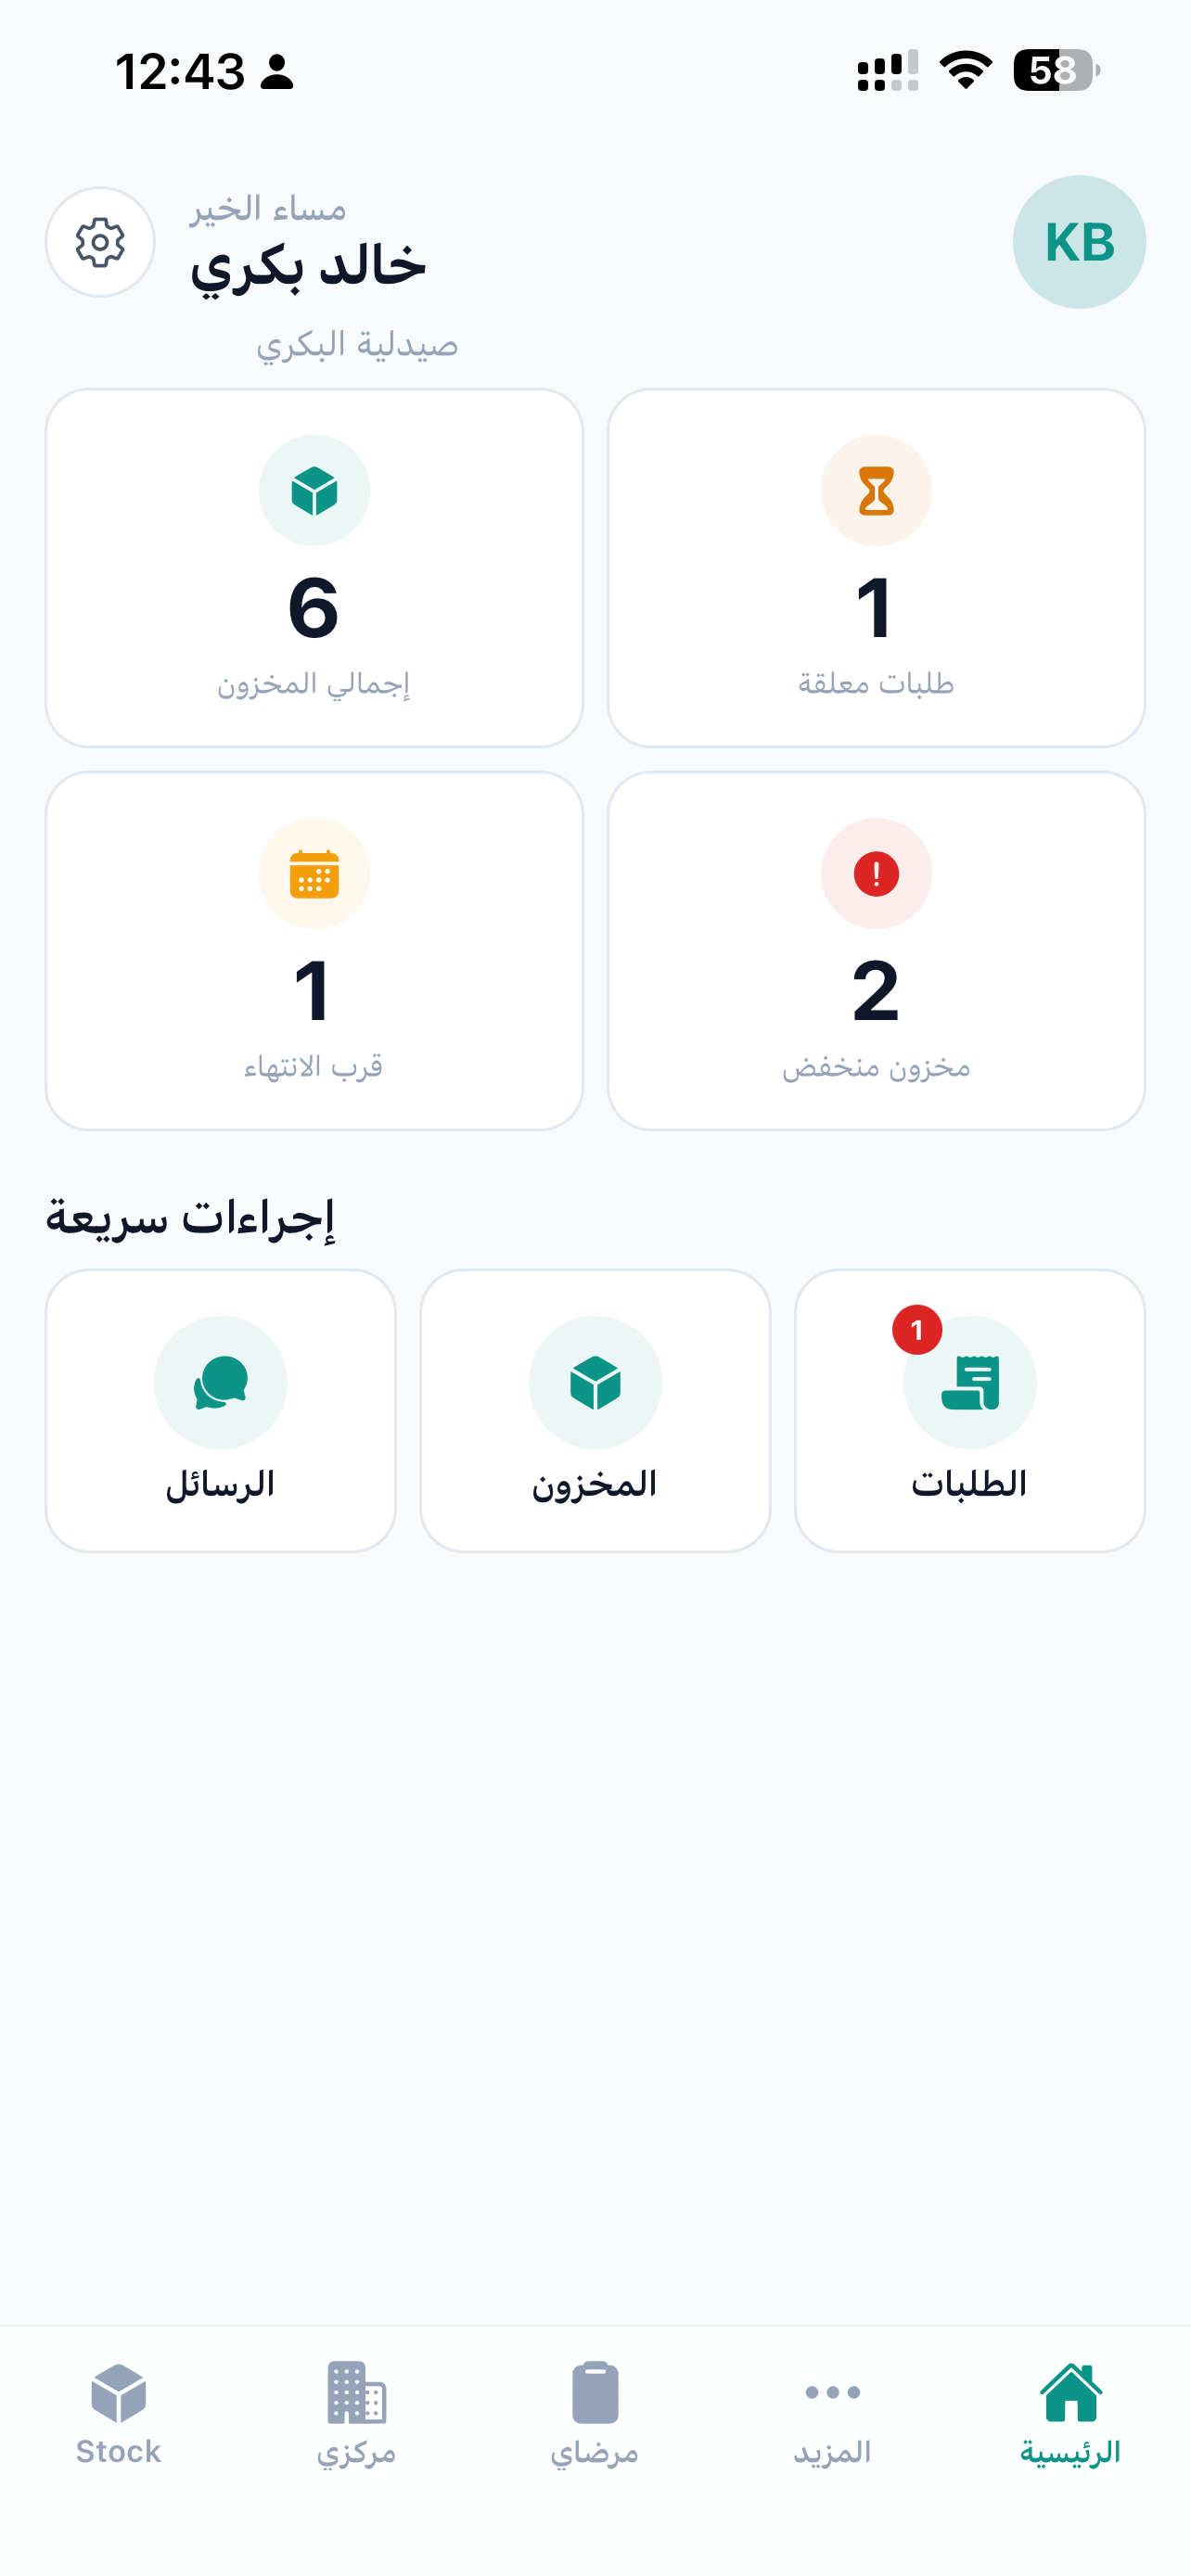 12:43
58
KB
مساء الخير
خالد بكري
صيدلية البكري
1
طلبات معلقة
6
إجمالي المخزون
2
مخزون منخفض
1
قرب الانتهاء
إجراءات سريعة
1
الطلبات
المخزون
الرسائل
الرئيسية
المزيد
مرضاي
مركزي
Stock